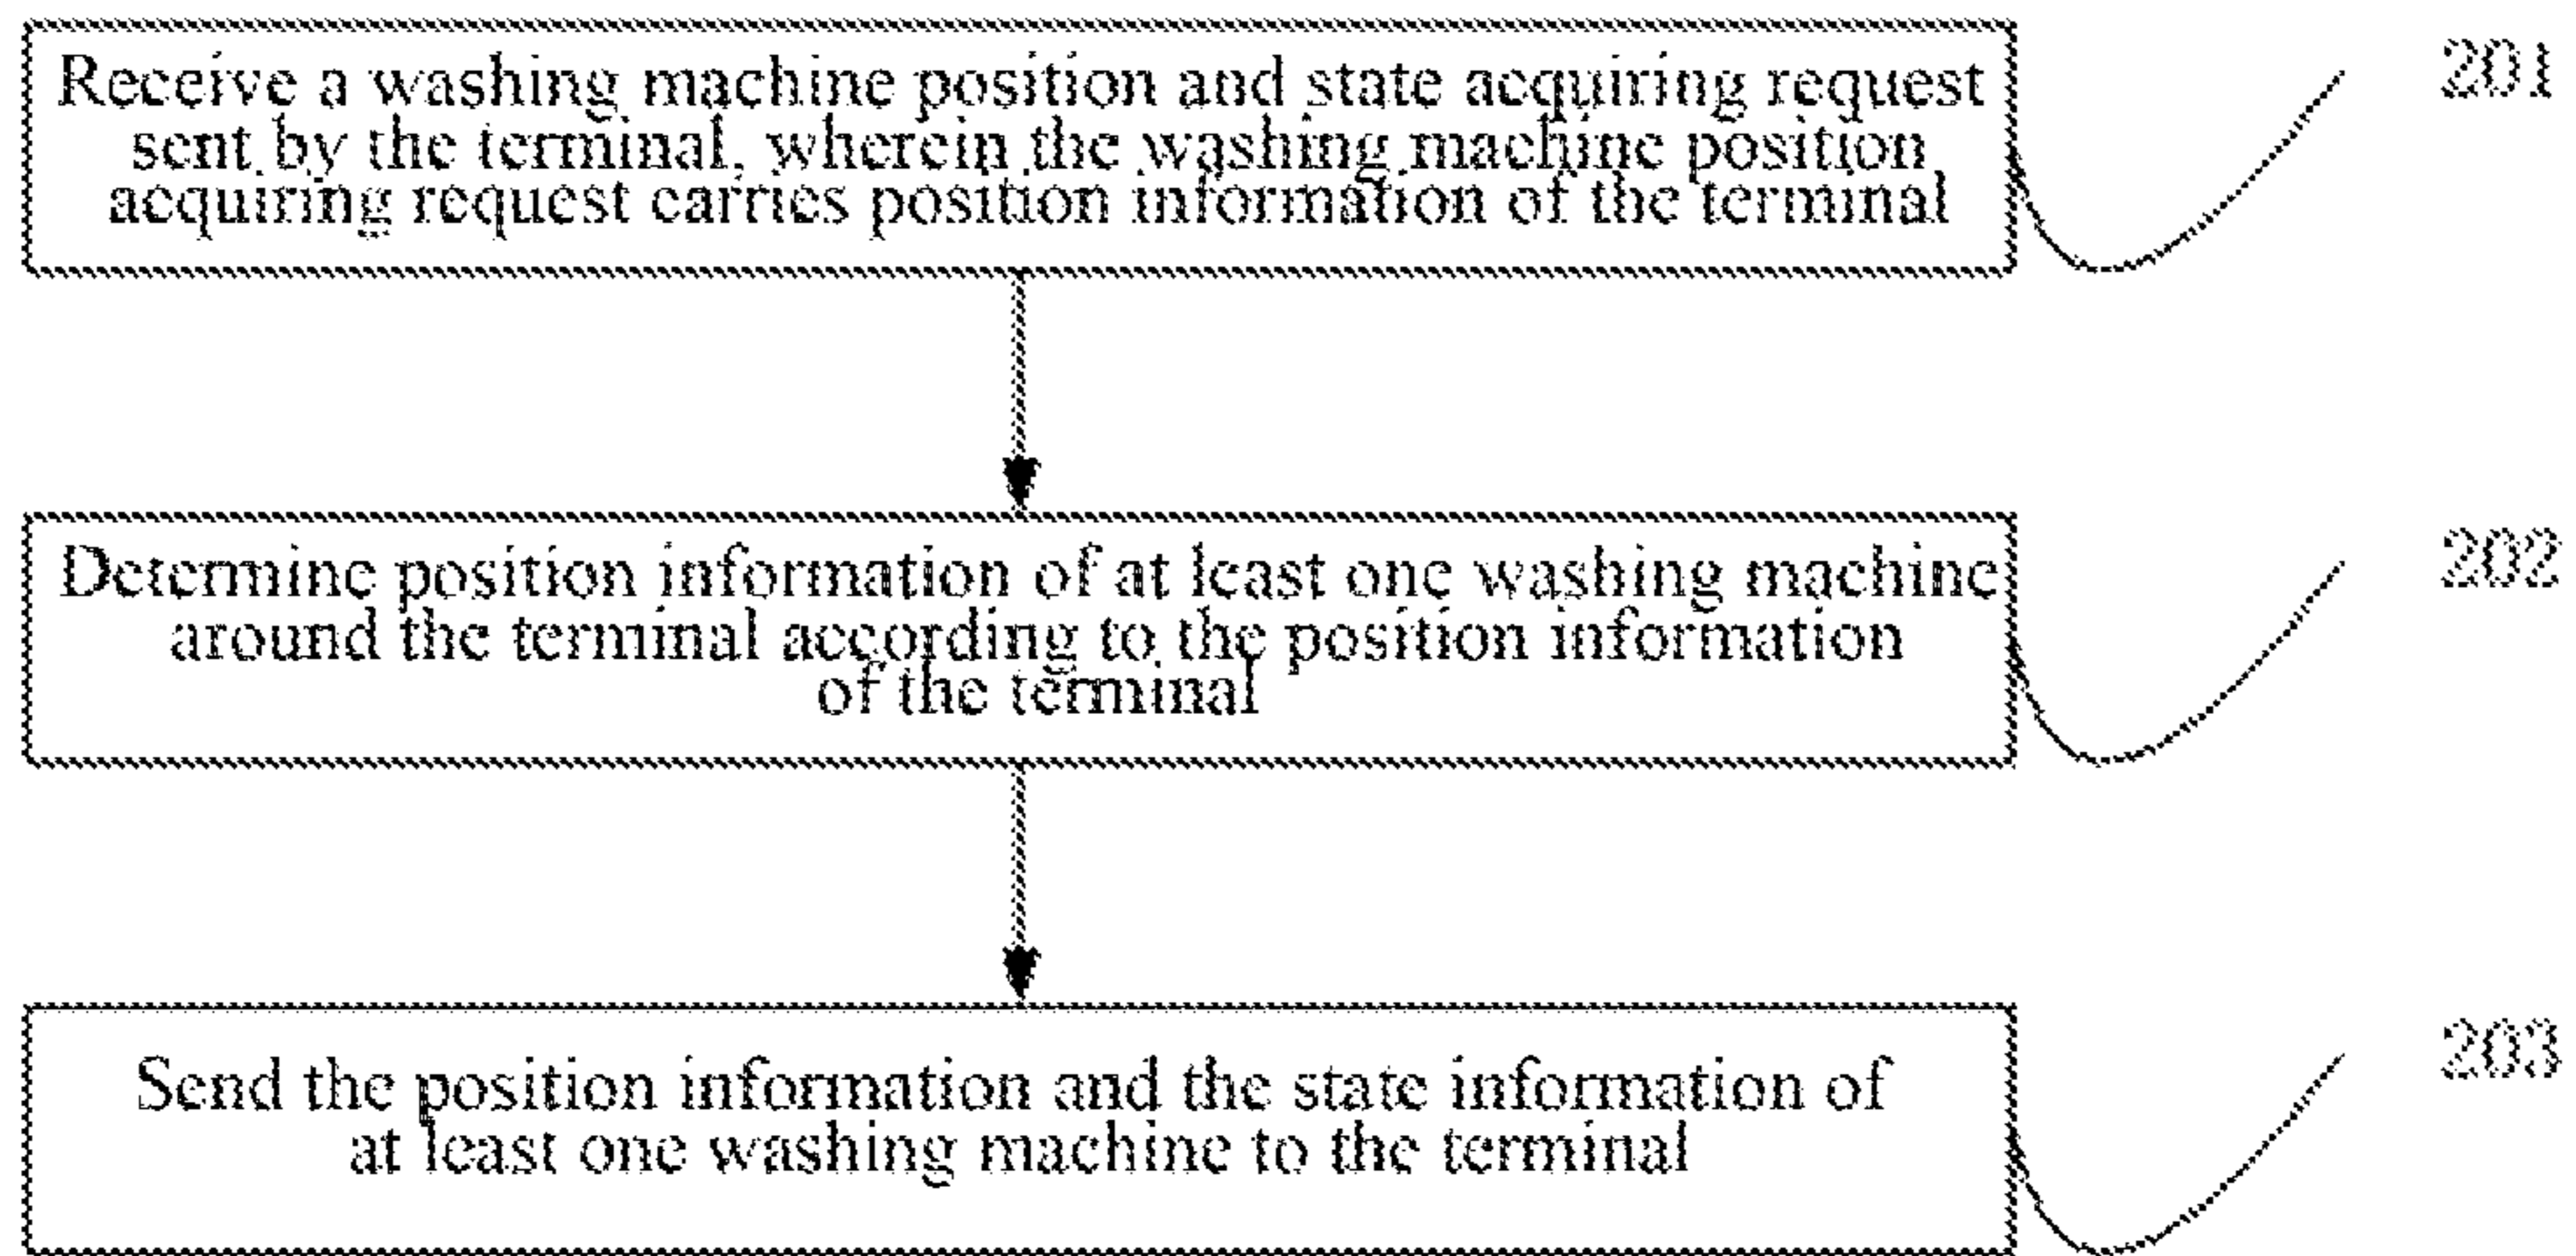 Receive a washing machine position and state acquiring request
sent by the terminal, wherein the washing machine position
acquiring request carries position information of the terminal
201
Determine position information of at least one washing machine
around the terminal according to the position information
of the terminal
202
Send the position information and the state information of
at least one washing machine to the terminal
203